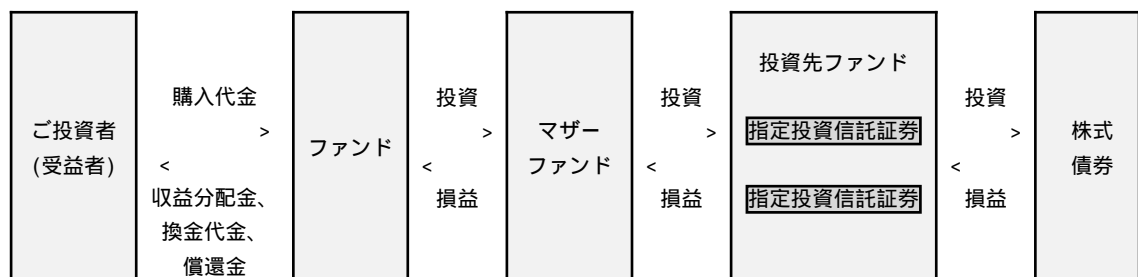 ご投資者
(受益者)
購入代金
>
<
収益分配金、
換金代金、
償還金
ファンド
投資
>
<
損益
マザー
ファンド
投資
>
<
損益
投資先ファンド
指定投資信託証券
指定投資信託証券
投資
>
<
損益
株式
債券